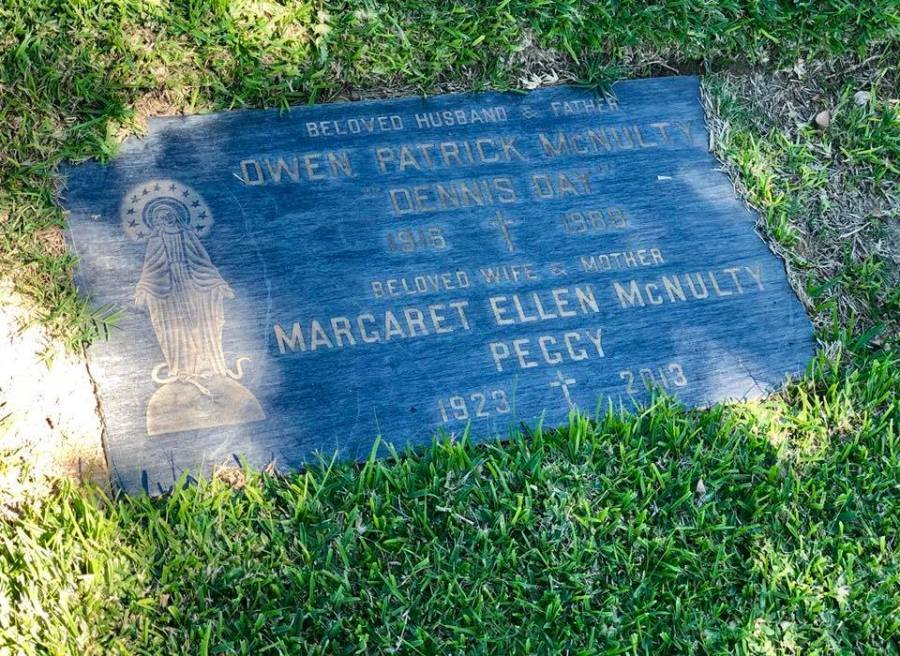 BELOVED HUSBAND & FATHER
OWEN PATRICK McNULTY
"DENNIS DAY"
1916 1988
BELOVED WIFE & MOTHER
MARGARET ELLEN McNULTY
PEGGY
1923 2013